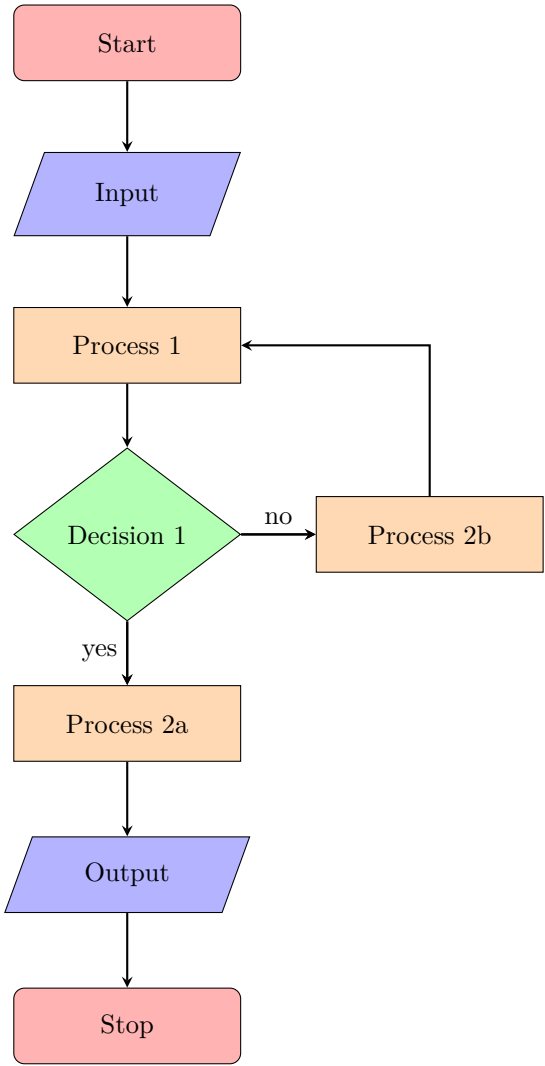 Start
Input
Process 1
Decision 1
no
Process 2b
yes
Process 2a
Output
Stop